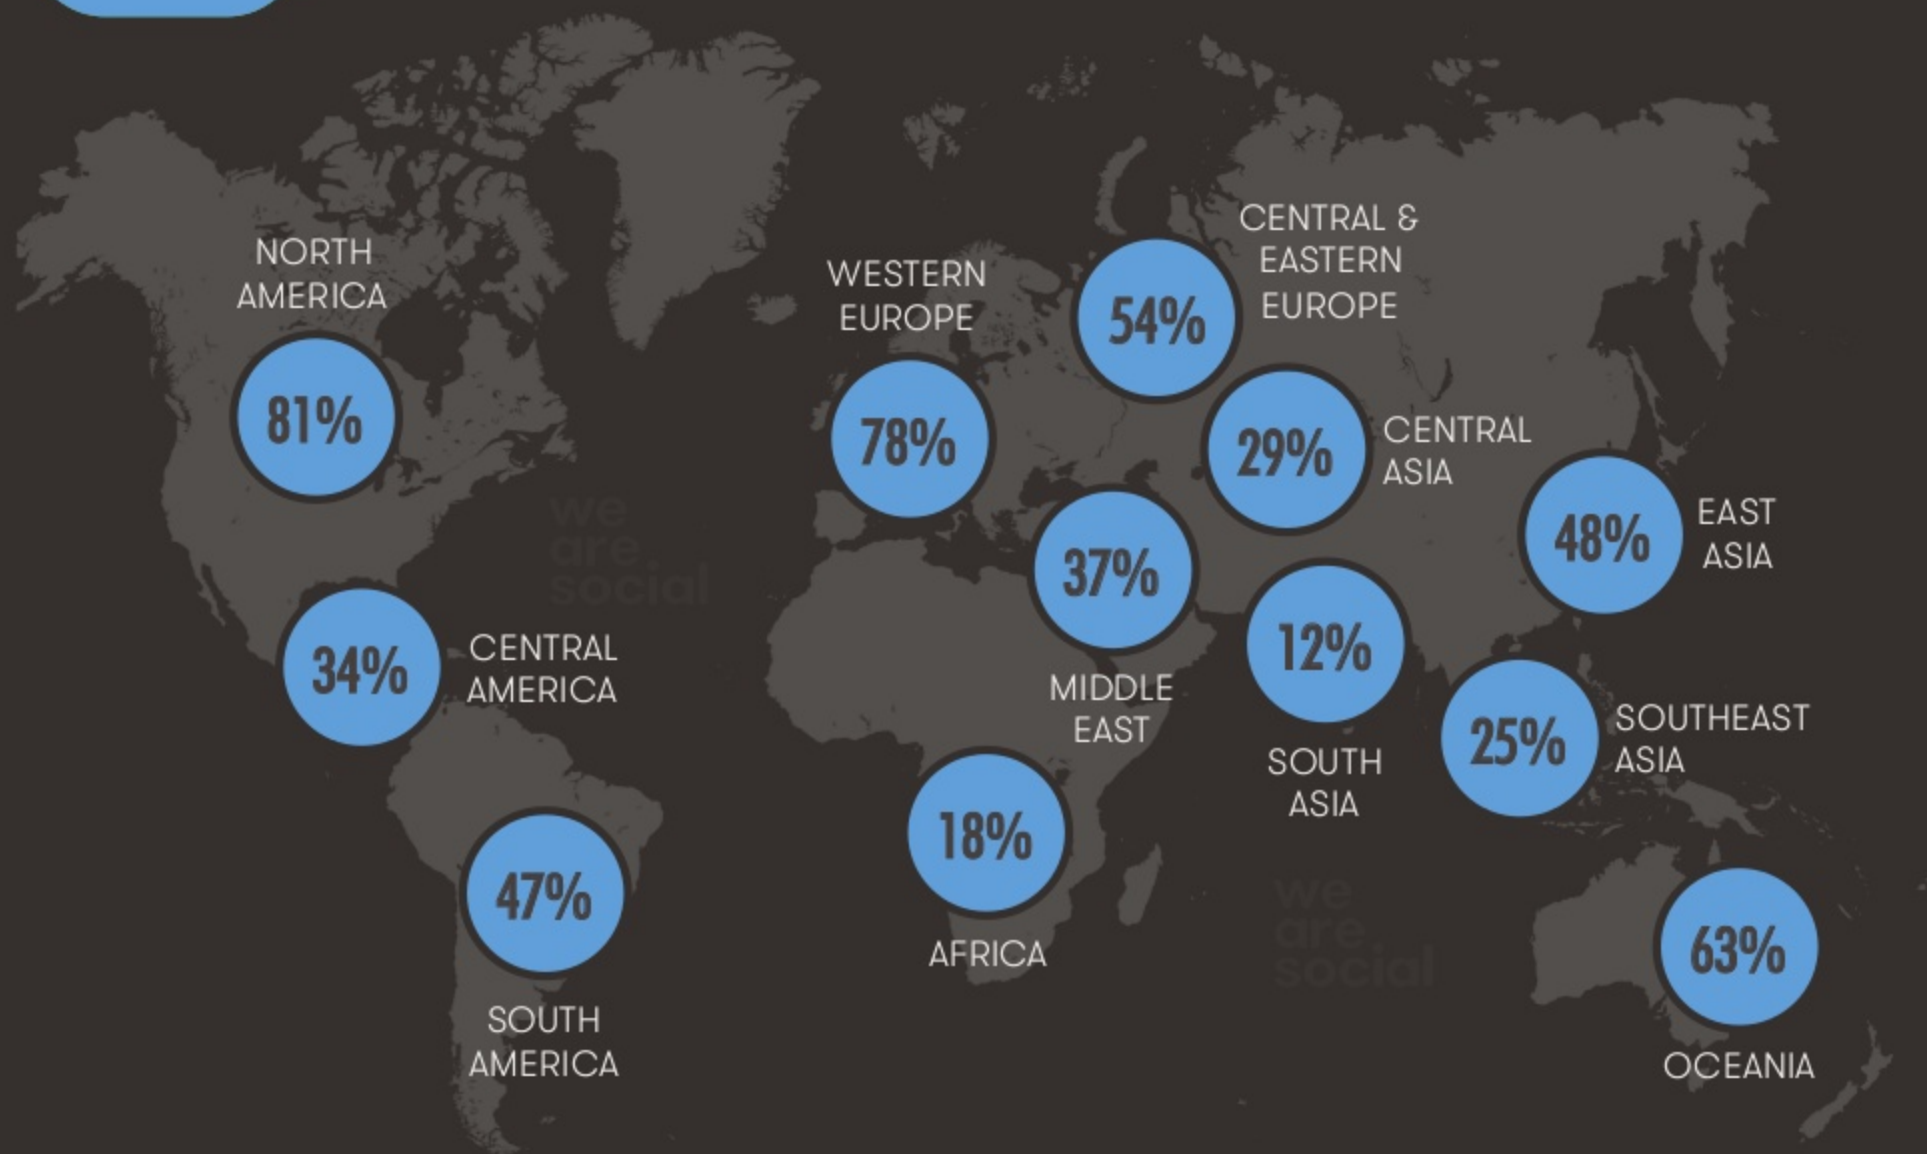 NORTH
AMERICA
81%
WESTERN
EUROPE
78%
CENTRAL &
EASTERN
EUROPE
54%
29%
CENTRAL
ASIA
48%
EAST
ASIA
we
are
social
37%
MIDDLE
EAST
12%
SOUTH
ASIA
34%
CENTRAL
AMERICA
25%
SOUTHEAST
ASIA
18%
AFRICA
47%
SOUTH
AMERICA
we
are
social
63%
OCEANIA